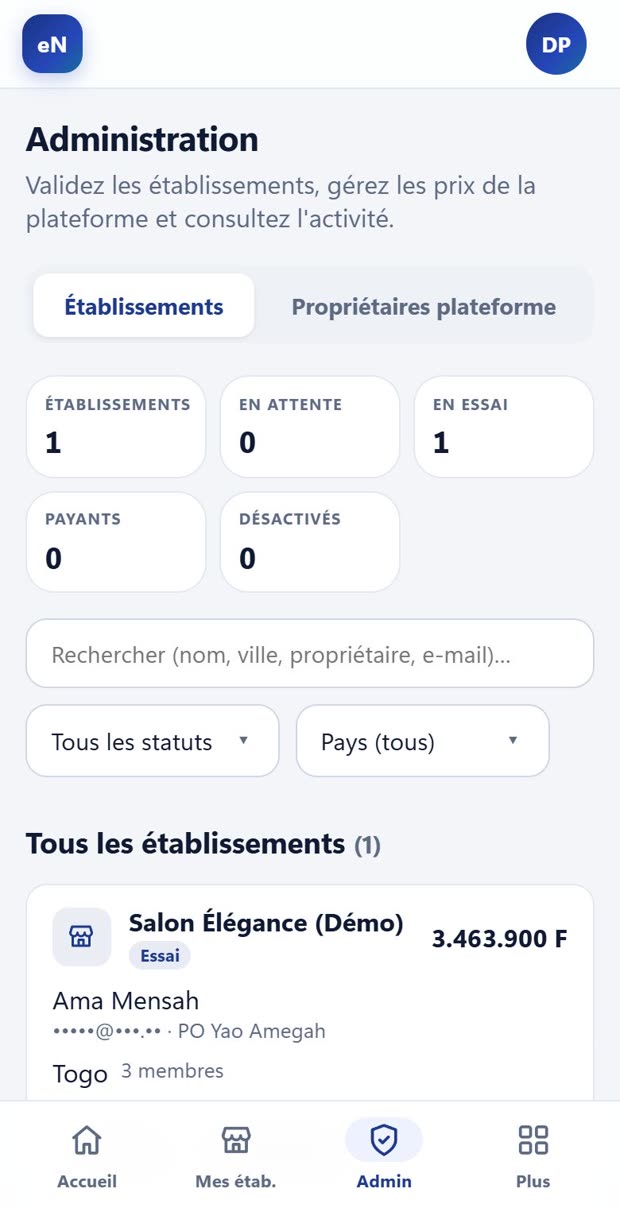 eN
DP
Administration
Validez les établissements, gérez les prix de la
plateforme et consultez l'activité.
Établissements
Propriétaires plateforme
ÉTABLISSEMENTS
1
EN ATTENTE
0
EN ESSAI
1
PAYANTS
0
DÉSACTIVÉS
0
Rechercher (nom, ville, propriétaire, e-mail)...
Tous les statuts
Pays (tous)
Tous les établissements (1)
Salon Élégance (Démo)
3.463.900 F
Essai
Ama Mensah
•••••@•••.•• · PO Yao Amegah
Togo 3 membres
Accueil
Mes étab.
Admin
Plus